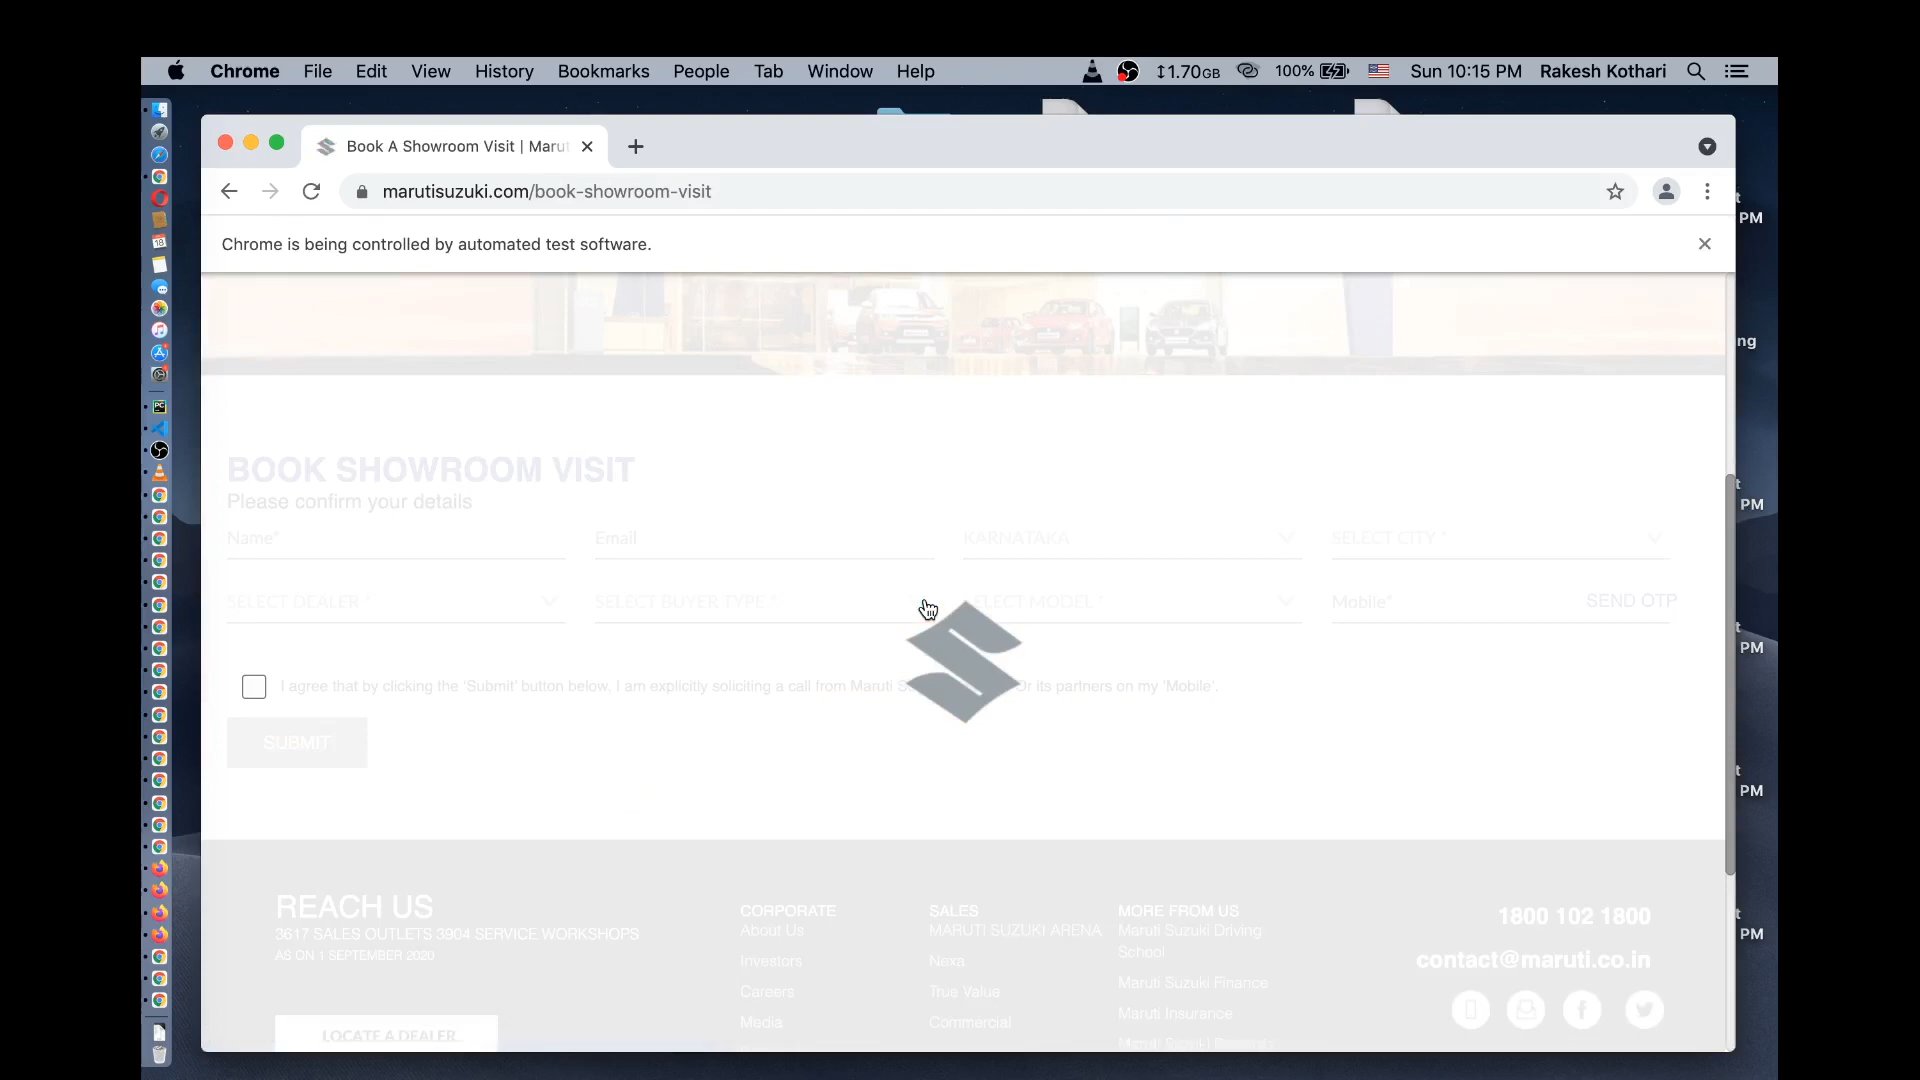 Chrome File Edit View History Bookmarks People Tab Window Help 1.70GB 100% Sun 10:15 PM Rakesh Kothari
Book A Showroom Visit | Marut
marutisuzuki.com/book-showroom-visit
Chrome is being controlled by automated test software.
t
PM
ng
t
PM
t
PM
t
PM
t
PM
BOOK SHOWROOM VISIT
Please confirm your details
Name* Email KARNATAKA SELECT CITY *
SELECT DEALER * SELECT BUYER TYPE * SELECT MODEL * Mobile* SEND OTP
I agree that by clicking the 'Submit' button below, I am explicitly soliciting a call from Maruti Or its partners on my 'Mobile'.
SUBMIT
REACH US
3617 SALES OUTLETS 3904 SERVICE WORKSHOPS
AS ON 1 SEPTEMBER 2020
LOCATE A DEALER
CORPORATE
About Us
Investors
Careers
Media
SALES
MARUTI SUZUKI ARENA
Nexa
True Value
Commercial
MORE FROM US
Maruti Suzuki Driving
School
Maruti Suzuki Finance
Maruti Insurance
Maruti Suzuki Rewards
1800 102 1800
contact@maruti.co.in